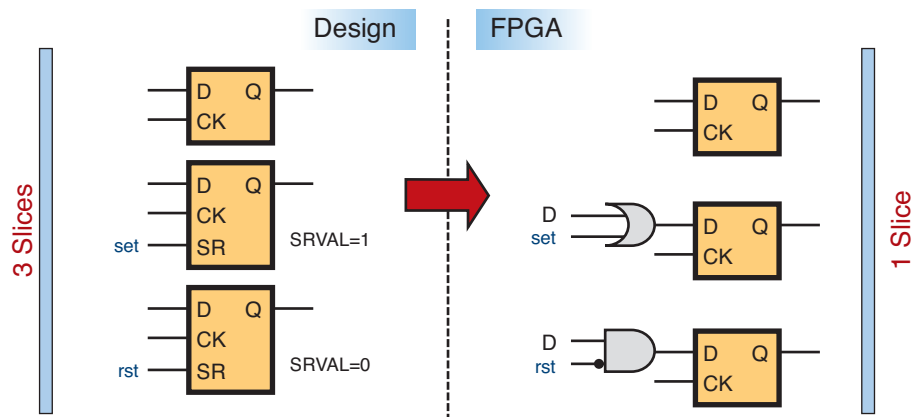 Design
FPGA
3 Slices
D Q
CK
D Q
CK
set SR
SRVAL=1
D Q
CK
rst SR
SRVAL=0
D Q
CK
D
set
D Q
CK
D
rst
D Q
CK
1 Slice